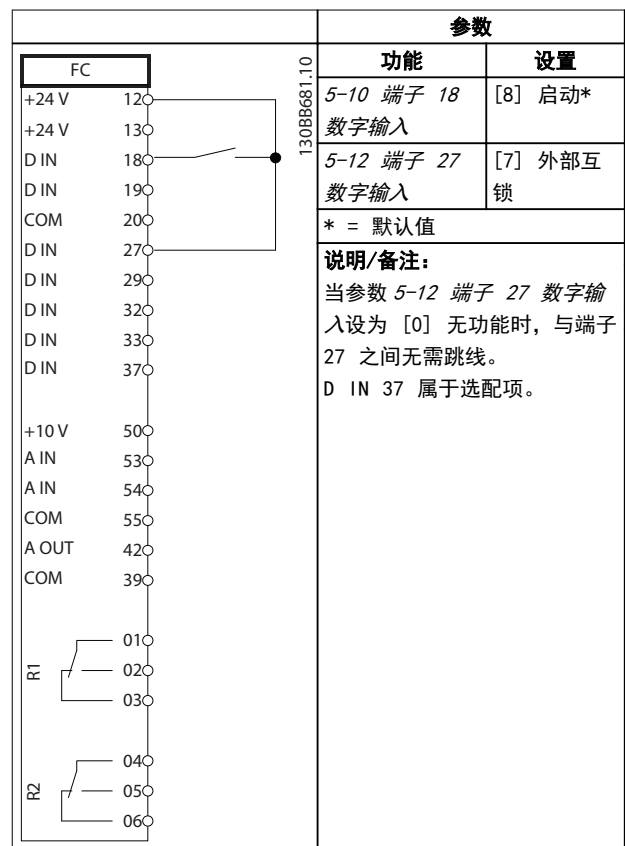 参数
功能 设置
5-10 端子 18
数字输入
[8] 启动*
5-12 端子 27
数字输入
[7] 外部互
锁
* = 默认值
说明/备注：
当参数 5-12 端子 27 数字输
入设为 [0] 无功能时，与端子
27 之间无需跳线。
D IN 37 属于选配项。
FC
130BB681.10
+24 V 12
+24 V 13
D IN 18
D IN 19
COM 20
D IN 27
D IN 29
D IN 32
D IN 33
D IN 37
+10 V 50
A IN 53
A IN 54
COM 55
A OUT 42
COM 39
R1
01
02
03
R2
04
05
06